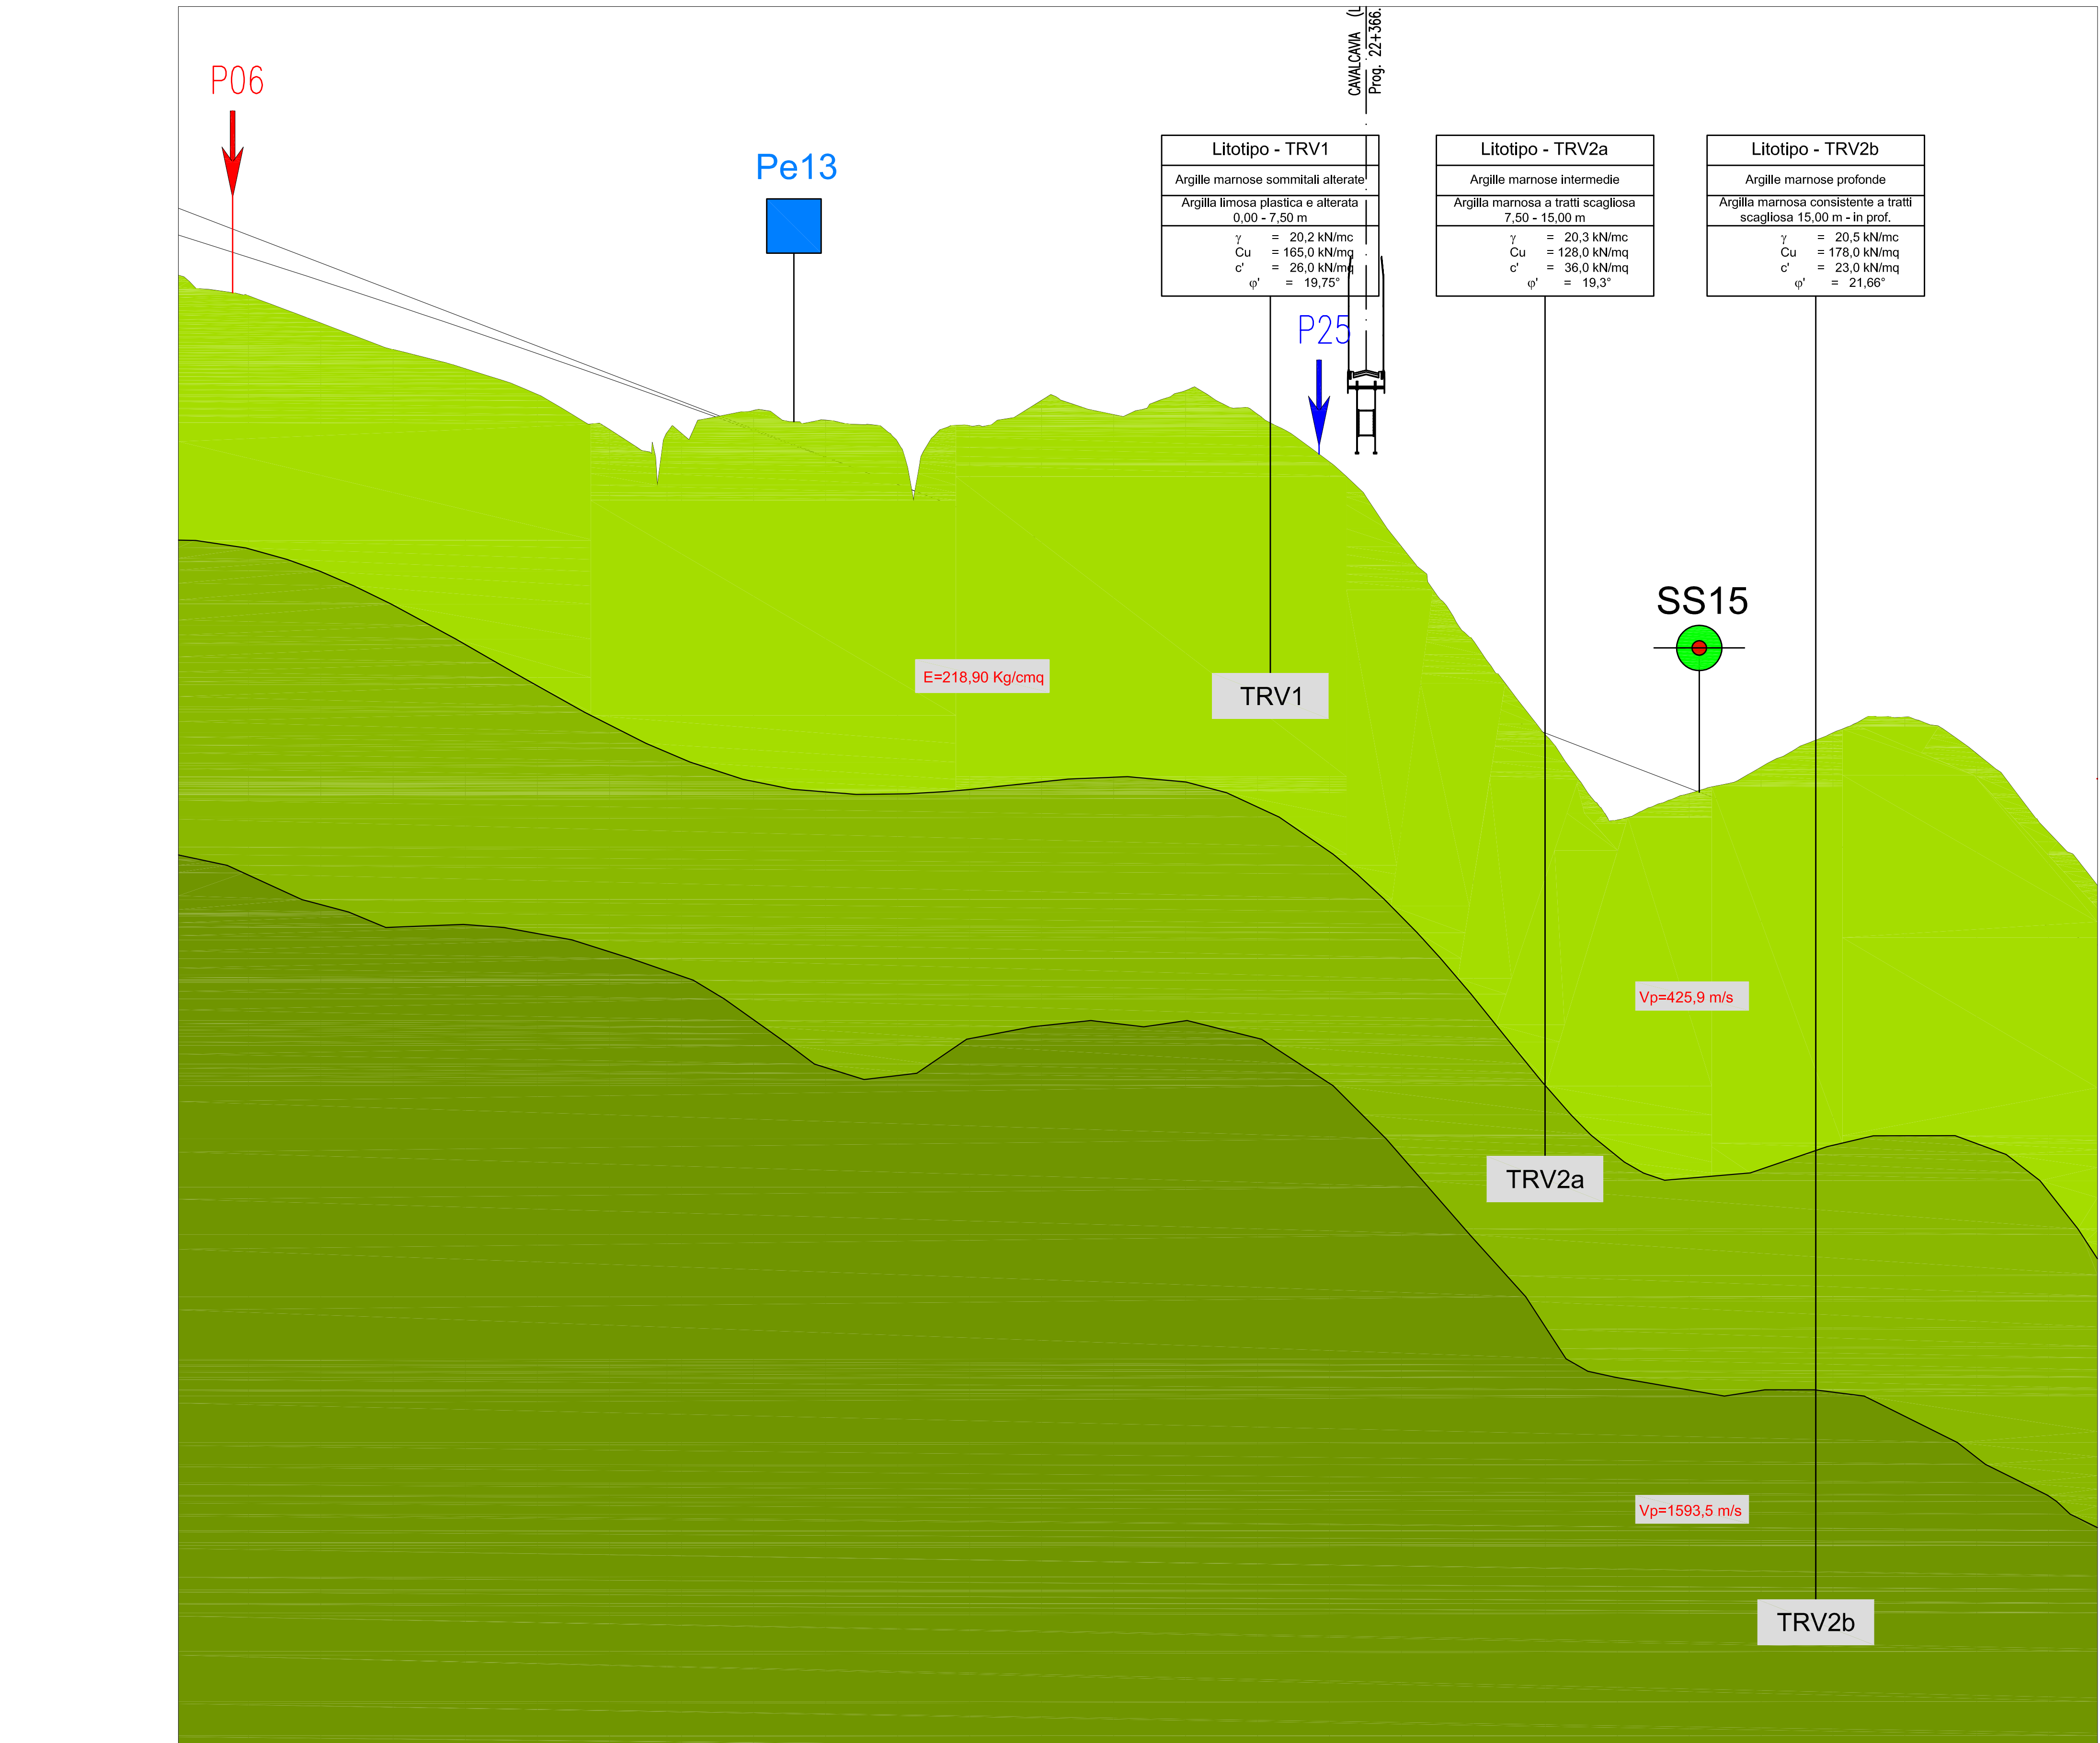 CAVALCAVIA (L
Prog. 22+366.
P06
Pe13
Litotipo - TRV1
Argille marnose sommitali alterate
Argilla limosa plastica e alterata
0,00 - 7,50 m
γ = 20,2 kN/mc
Cu = 165,0 kN/mq
c' = 26,0 kN/mq
φ' = 19,75°
Litotipo - TRV2a
Argille marnose intermedie
Argilla marnosa a tratti scagliosa
7,50 - 15,00 m
γ = 20,3 kN/mc
Cu = 128,0 kN/mq
c' = 36,0 kN/mq
φ' = 19,3°
Litotipo - TRV2b
Argille marnose profonde
Argilla marnosa consistente a tratti
scagliosa 15,00 m - in prof.
γ = 20,5 kN/mc
Cu = 178,0 kN/mq
c' = 23,0 kN/mq
φ' = 21,66°
P25
SS15
E=218,90 Kg/cmq
TRV1
Vp=425,9 m/s
TRV2a
Vp=1593,5 m/s
TRV2b